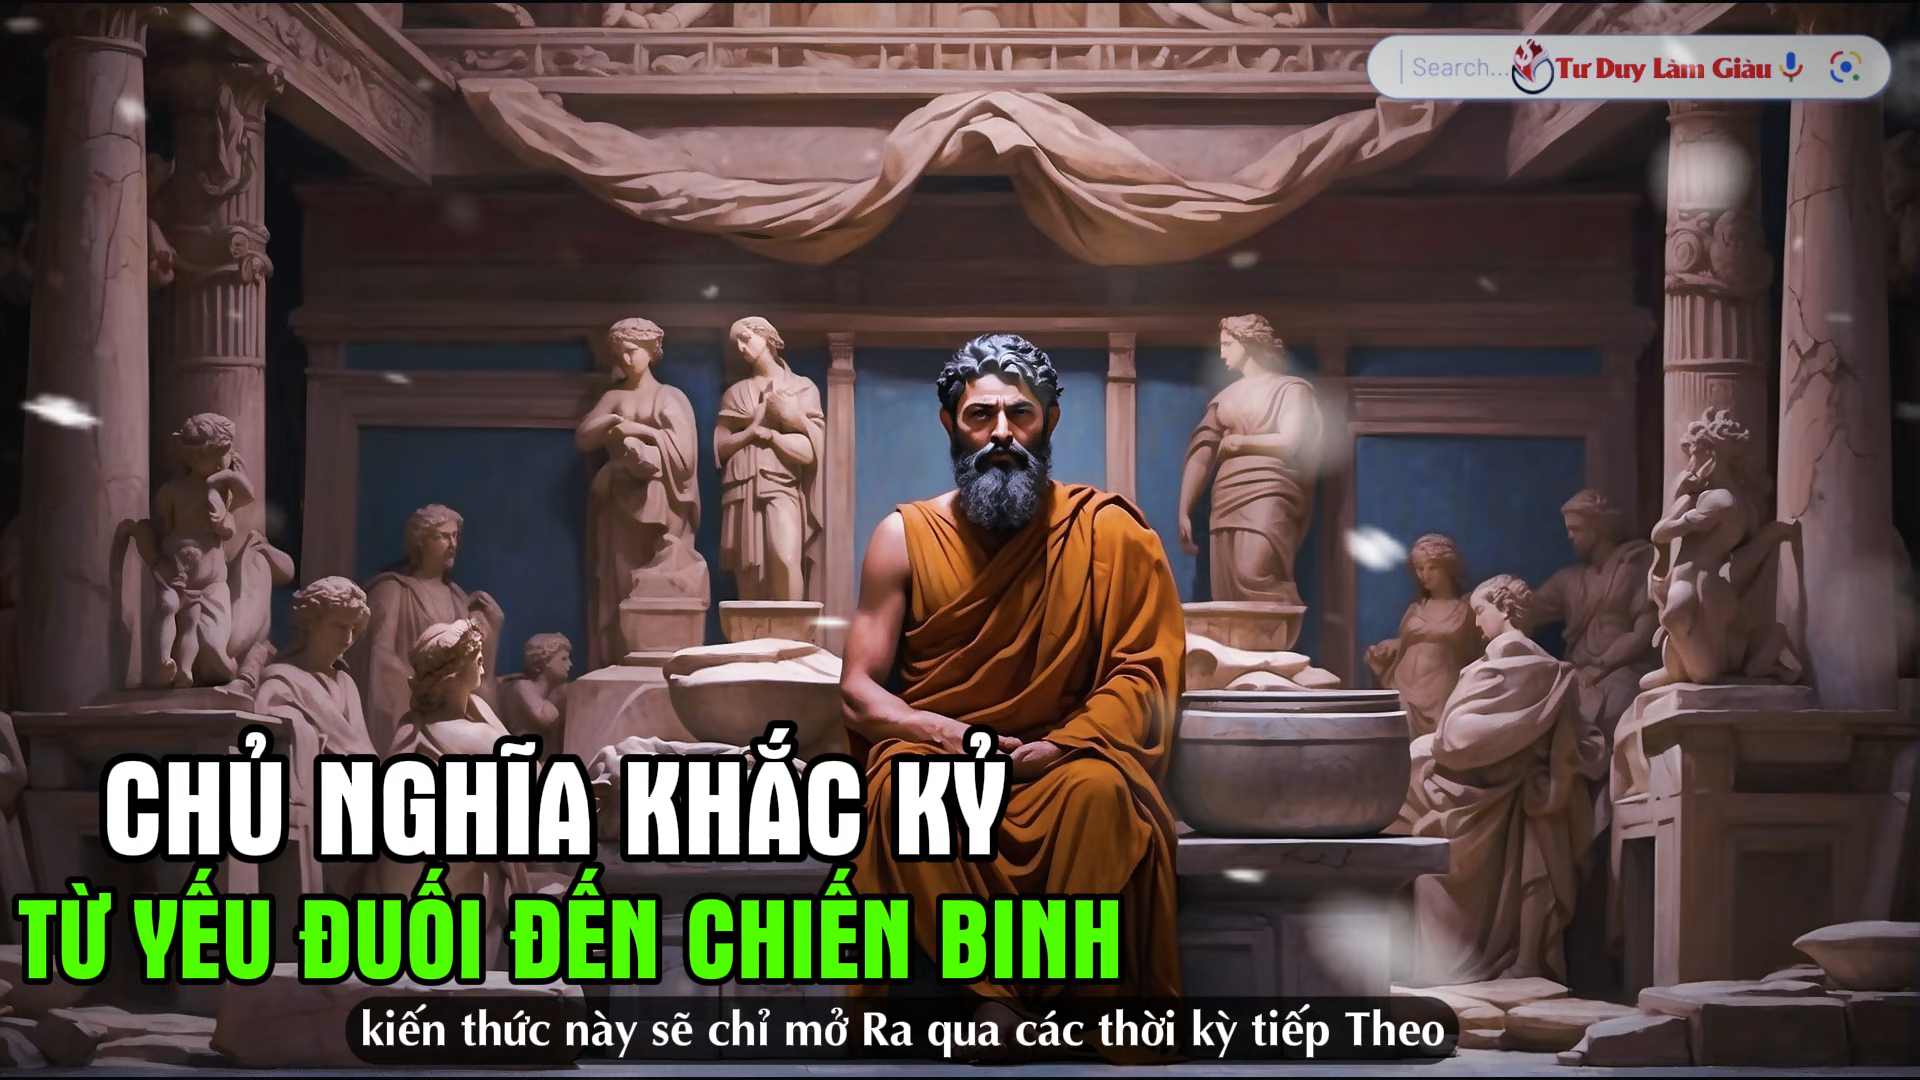 Search... Tư Duy Làm Giàu
CHỦ NGHĨA KHẮC KỶ
TỪ YẾU ĐUỐI ĐẾN CHIẾN BINH
kiến thức này sẽ chỉ mở Ra qua các thời kỳ tiếp Theo